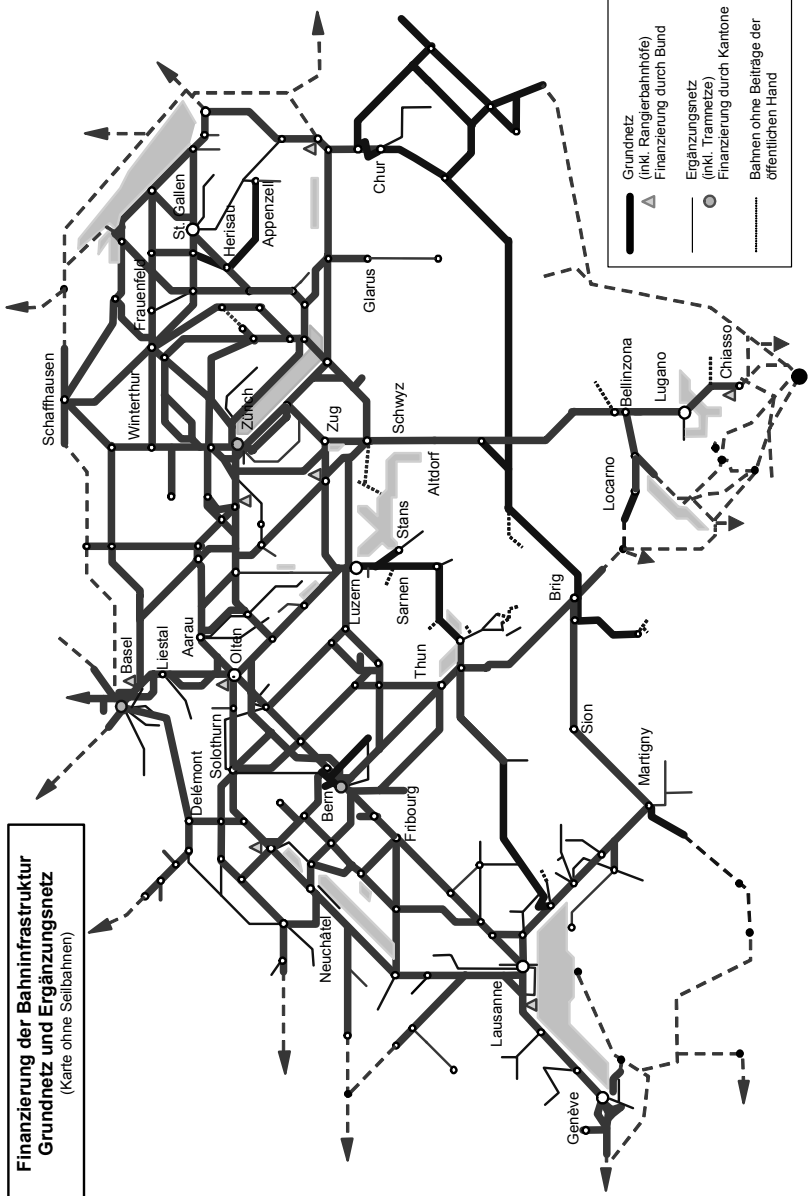 Finanzierung der Bahninfrastruktur
Grundnetz und Ergänzungsnetz
(Karte ohne Seilbahnen)
Schaffhausen
Basel
Liestal
Winterthur
Frauenfeld
St. Gallen
Herisau
Appenzell
Aarau
Olten
Zürich
Delémont
Solothurn
Zug
Luzern
Schwyz
Glarus
Chur
Bern
Fribourg
Neuchâtel
Stans
Sarnen
Altdorf
Thun
Lausanne
Genève
Sion
Martigny
Brig
Locarno
Bellinzona
Lugano
Chiasso
Grundnetz
(inkl. Rangierbahnhöfe)
Finanzierung durch Bund
Ergänzungsnetz
(inkl. Tramnetze)
Finanzierung durch Kantone
Bahnen ohne Beiträge der
öffentlichen Hand